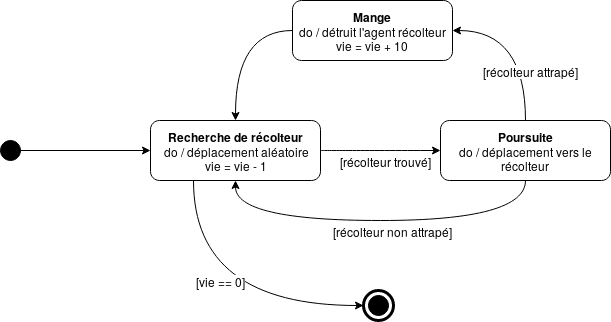 Mange
do / détruit l'agent récolteur
vie = vie + 10
[récolteur attrapé]
Recherche de récolteur
do / déplacement aléatoire
vie = vie - 1
[récolteur trouvé]
Poursuite
do / déplacement vers le
récolteur
[récolteur non attrapé]
[vie == 0]